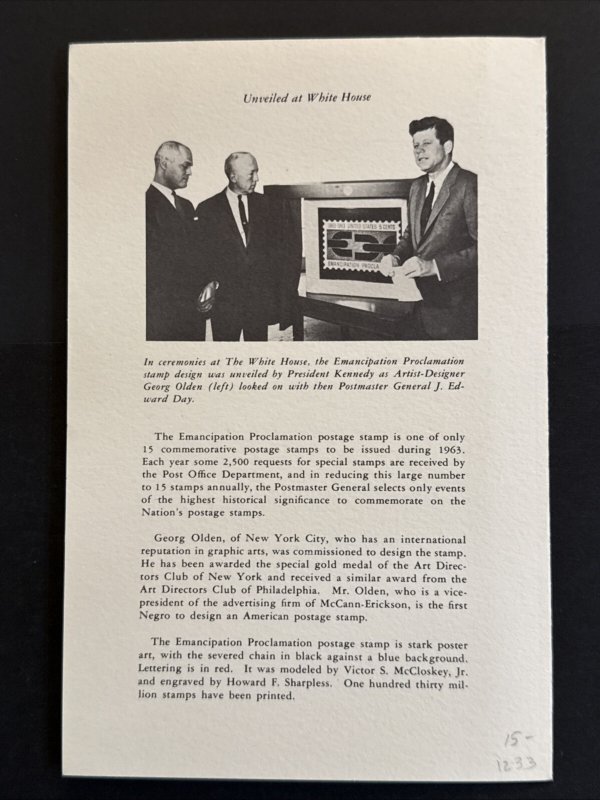 Unveiled at White House
1863-1963 UNITED STATES 5 CENTS
EMANCIPATION PROCLA
In ceremonies at The White House, the Emancipation Proclamation
stamp design was unveiled by President Kennedy as Artist-Designer
Georg Olden (left) looked on with then Postmaster General J. Ed-
ward Day.
The Emancipation Proclamation postage stamp is one of only
15 commemorative postage stamps to be issued during 1963.
Each year some 2,500 requests for special stamps are received by
the Post Office Department, and in reducing this large number
to 15 stamps annually, the Postmaster General selects only events
of the highest historical significance to commemorate on the
Nation's postage stamps.
Georg Olden, of New York City, who has an international
reputation in graphic arts, was commissioned to design the stamp.
He has been awarded the special gold medal of the Art Direc-
tors Club of New York and received a similar award from the
Art Directors Club of Philadelphia. Mr. Olden, who is a vice-
president of the advertising firm of McCann-Erickson, is the first
Negro to design an American postage stamp.
The Emancipation Proclamation postage stamp is stark poster
art, with the severed chain in black against a blue background.
Lettering is in red. It was modeled by Victor S. McCloskey, Jr.
and engraved by Howard F. Sharpless. One hundred thirty mil-
lion stamps have been printed.
15-
1233